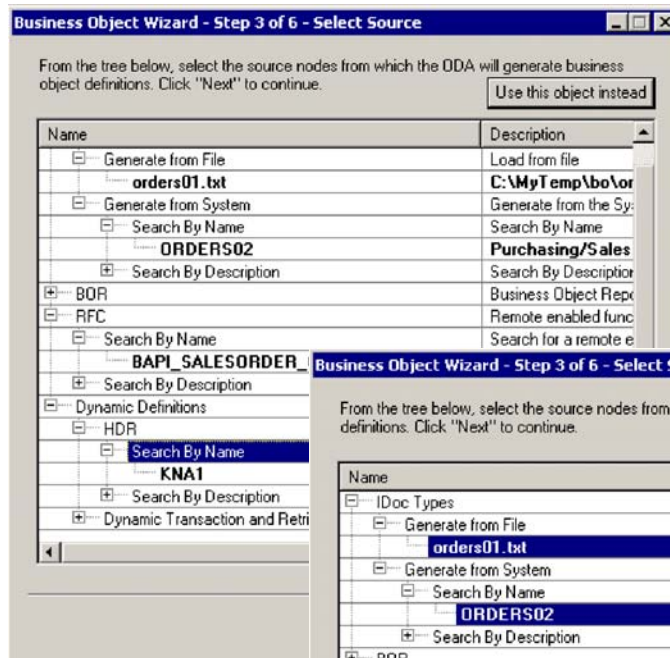 Business Object Wizard - Step 3 of 6 - Select Source
From the tree below, select the source nodes from which the ODA will generate business
object definitions. Click "Next" to continue.
Use this object instead
Name Description
Generate from File Load from file
orders01.txt C:\MyTemp\bo\or
Generate from System Generate from the Sy
Search By Name Search By Name
ORDERS02 Purchasing/Sales
Search By Description Search By Description
BOR Business Object Repo
RFC Remote enabled func
Search By Name Search for a remote e
BAPI_SALESORDER_
Search By Description
Dynamic Definitions
HDR
Search By Name
KNA1
Search By Description
Dynamic Transaction and Retri
Business Object Wizard - Step 3 of 6 - Select S
From the tree below, select the source nodes from
definitions. Click "Next" to continue.
Name
IDoc Types
Generate from File
orders01.txt
Generate from System
Search By Name
ORDERS02
Search By Description
BOR